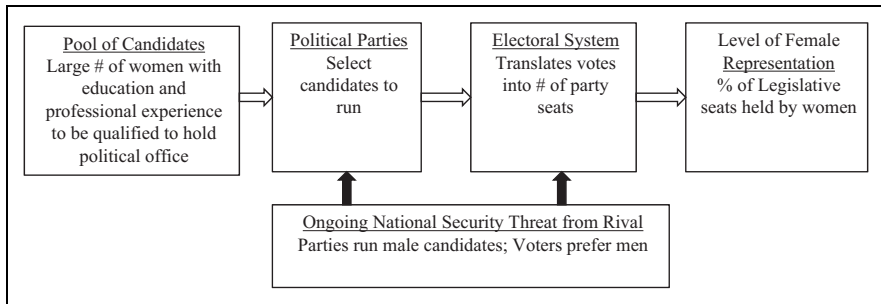 Pool of Candidates
Large # of women with
education and
professional experience
to be qualified to hold
political office
Political Parties
Select
candidates to
run
Electoral System
Translates votes
into # of party
seats
Level of Female
Representation
% of Legislative
seats held by women
Ongoing National Security Threat from Rival
Parties run male candidates; Voters prefer men